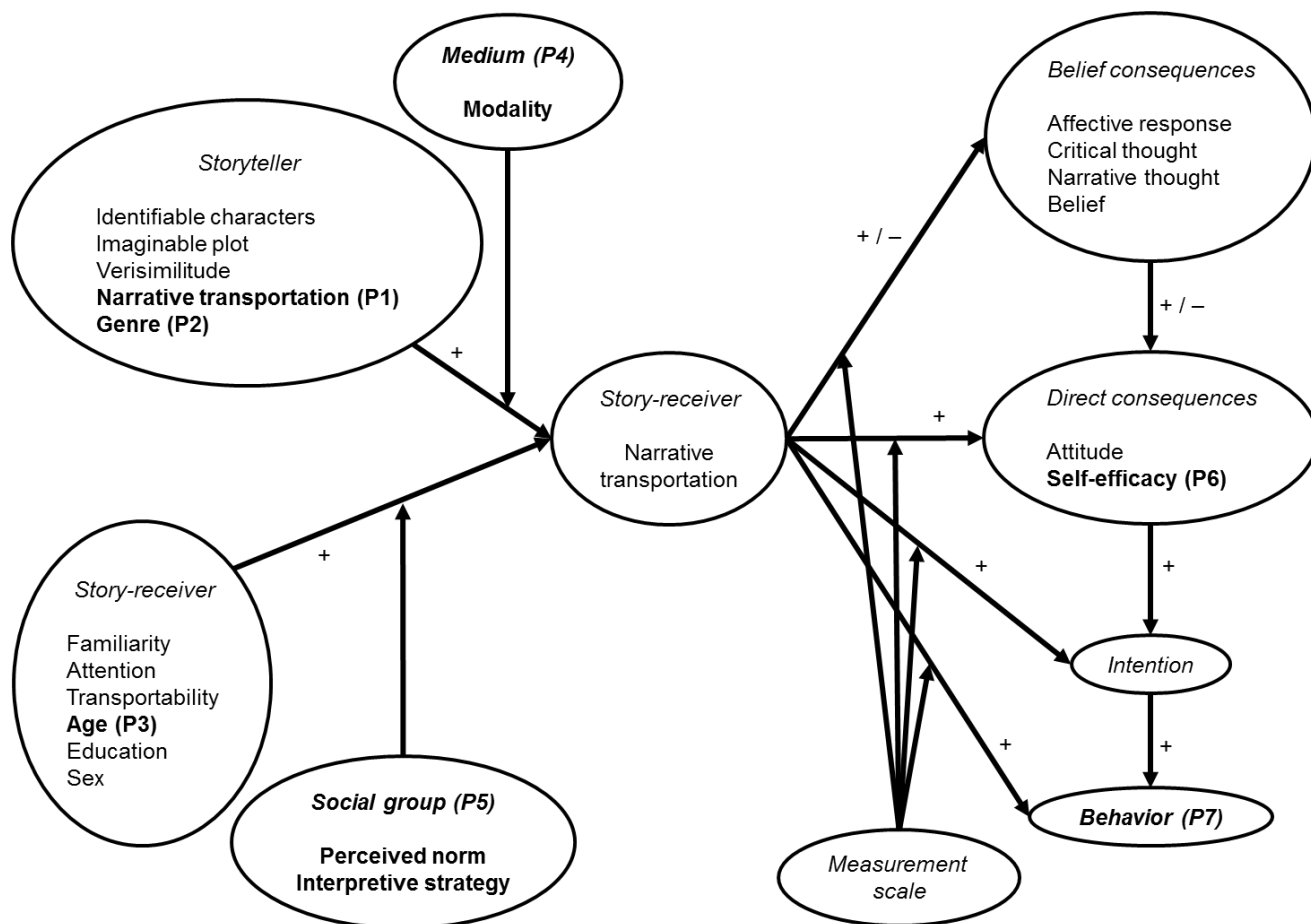 Medium (P4)
Modality
Storyteller
Identifiable characters
Imaginable plot
Verisimilitude
Narrative transportation (P1)
Genre (P2)
+
Story-receiver
Familiarity
Attention
Transportability
Age (P3)
Education
Sex
+
Social group (P5)
Perceived norm
Interpretive strategy
Story-receiver
Narrative
transportation
+ / –
+
+
+
Measurement
scale
Belief consequences
Affective response
Critical thought
Narrative thought
Belief
+ / –
Direct consequences
Attitude
Self-efficacy (P6)
+
Intention
+
Behavior (P7)